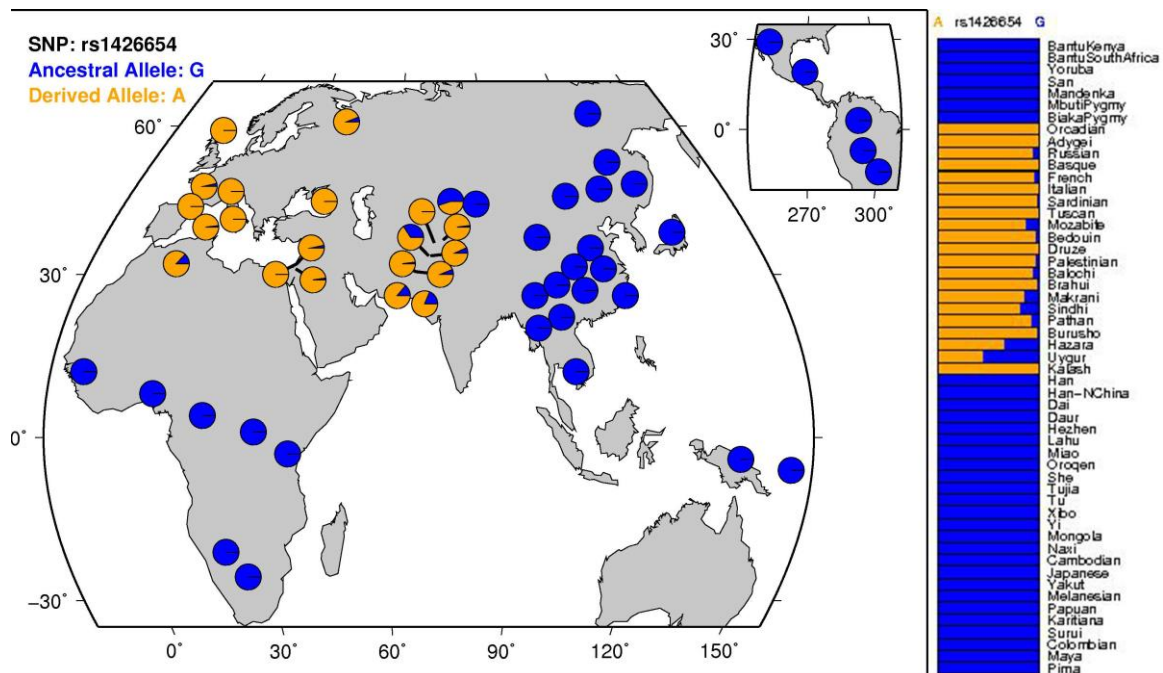 SNP: rs1426654
Ancestral Allele: G
Derived Allele: A
60˚
30˚
0˚
−30˚
0˚ 30˚ 60˚ 90˚ 120˚ 150˚
30˚
0˚
270˚ 300˚
A rs1426654 G
BantuKenya
BantuSouthAfrica
Yoruba
San
Mandenka
MbutiPygmy
BiakaPygmy
Orcadian
Adygei
Russian
Basque
French
Italian
Sardinian
Tuscan
Mozabite
Bedouin
Druze
Palestinian
Balochi
Brahui
Makrani
Sindhi
Pathan
Burusho
Hazara
Uygur
Kalash
Han
Han−NChina
Dai
Daur
Hezhen
Lahu
Miao
Oroqen
She
Tujia
Tu
Xibo
Yi
Mongola
Naxi
Cambodian
Japanese
Yakut
Melanesian
Papuan
Karitiana
Surui
Colombian
Maya
Pima